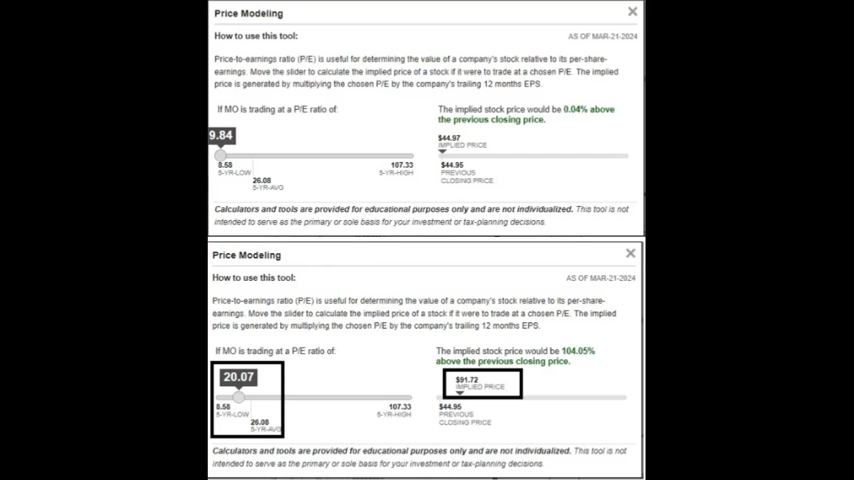 Price Modeling
How to use this tool:
AS OF MAR-21-2024
Price-to-earnings ratio (P/E) is useful for determining the value of a company's stock relative to its per-share-
earnings. Move the slider to calculate the implied price of a stock if it were to trade at a chosen P/E. The implied
price is generated by multiplying the chosen P/E by the company's trailing 12 months EPS.
If MO is trading at a P/E ratio of:
The implied stock price would be 0.04% above
the previous closing price.
9.84
$44.97
IMPLIED PRICE
8.58
5-YR-LOW
107.33
5-YR-HIGH
26.08
5-YR-AVG
$44.95
PREVIOUS
CLOSING PRICE
Calculators and tools are provided for educational purposes only and are not individualized. This tool is not
intended to serve as the primary or sole basis for your investment or tax-planning decisions.
Price Modeling
How to use this tool:
AS OF MAR-21-2024
Price-to-earnings ratio (P/E) is useful for determining the value of a company's stock relative to its per-share-
earnings. Move the slider to calculate the implied price of a stock if it were to trade at a chosen P/E. The implied
price is generated by multiplying the chosen P/E by the company's trailing 12 months EPS.
If MO is trading at a P/E ratio of:
The implied stock price would be 104.05%
above the previous closing price.
20.07
$91.72
IMPLIED PRICE
8.58
5-YR-LOW
107.33
5-YR-HIGH
26.08
5-YR-AVG
$44.95
PREVIOUS
CLOSING PRICE
Calculators and tools are provided for educational purposes only and are not individualized. This tool is not
intended to serve as the primary or sole basis for your investment or tax-planning decisions.